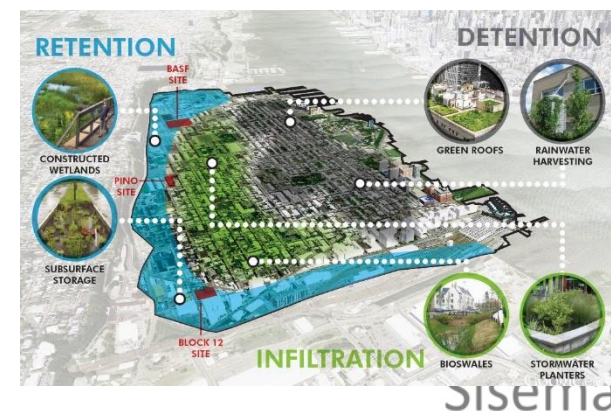 RETENTION
DETENTION
BASF
SITE
CONSTRUCTED
WETLANDS
PINO
SITE
SUBSURFACE
STORAGE
GREEN ROOFS
RAINWATER
HARVESTING
BLOCK 12
SITE
INFILTRATION
BIOSWALES
STORMWATER
PLANTERS